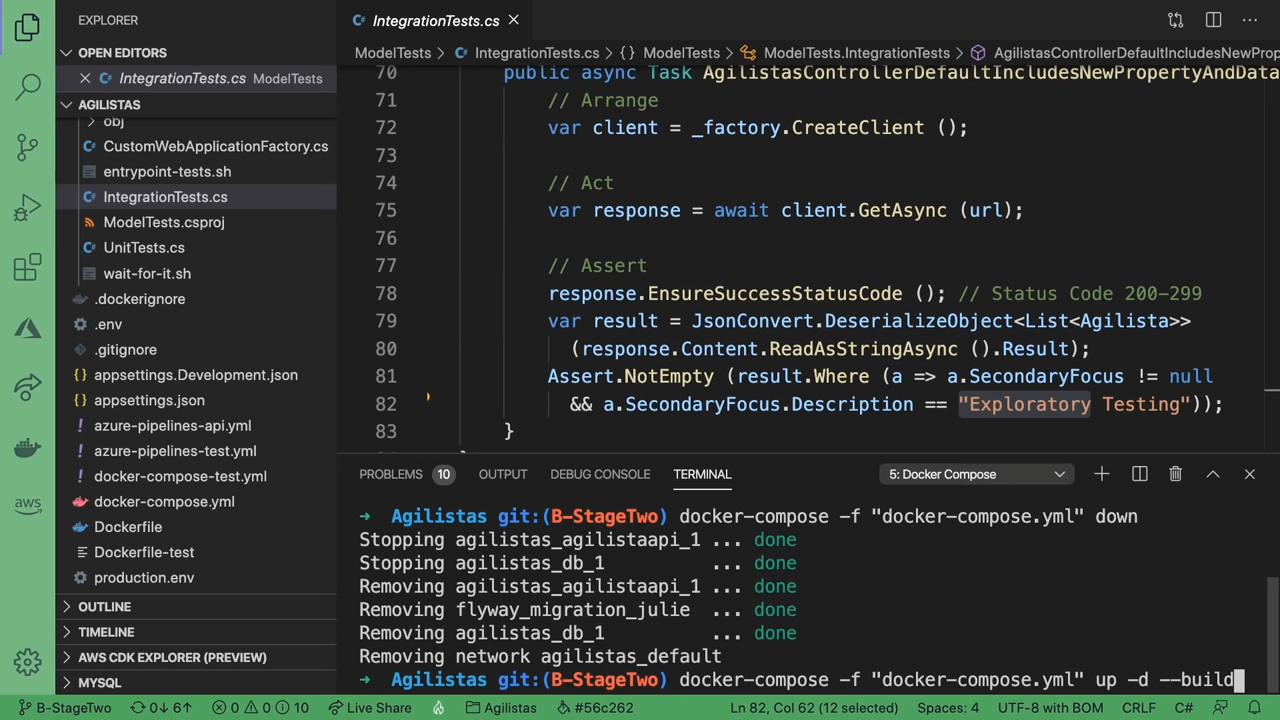 EXPLORER
OPEN EDITORS
IntegrationTests.cs ModelTests
AGILISTAS
obj
CustomWebApplicationFactory.cs
entrypoint-tests.sh
IntegrationTests.cs
ModelTests.csproj
UnitTests.cs
wait-for-it.sh
.dockerignore
.env
.gitignore
appsettings.Development.json
appsettings.json
azure-pipelines-api.yml
azure-pipelines-test.yml
docker-compose-test.yml
docker-compose.yml
Dockerfile
Dockerfile-test
production.env
OUTLINE
TIMELINE
AWS CDK EXPLORER (PREVIEW)
MYSQL
aws
IntegrationTests.cs
ModelTests > IntegrationTests.cs > {} ModelTests > ModelTests.IntegrationTests > AgilistasControllerDefaultIncludesNewProp
70 public async Task AgilistasControllerDefaultIncludesNewPropertyAndData
71 // Arrange
72 var client = _factory.CreateClient ();
73
74 // Act
75 var response = await client.GetAsync (url);
76
77 // Assert
78 response.EnsureSuccessStatusCode (); // Status Code 200-299
79 var result = JsonConvert.DeserializeObject<List<Agilista>>
80 (response.Content.ReadAsStringAsync ().Result);
81 Assert.NotEmpty (result.Where (a => a.SecondaryFocus != null
82 && a.SecondaryFocus.Description == "Exploratory Testing"));
83 }
PROBLEMS 10 OUTPUT DEBUG CONSOLE TERMINAL 5: Docker Compose
→ Agilistas git:(B-StageTwo) docker-compose -f "docker-compose.yml" down
Stopping agilistas_agilistaapi_1 ... done
Stopping agilistas_db_1 ... done
Removing agilistas_agilistaapi_1 ... done
Removing flyway_migration_julie ... done
Removing agilistas_db_1 ... done
Removing network agilistas_default
→ Agilistas git:(B-StageTwo) docker-compose -f "docker-compose.yml" up -d --build
B-StageTwo 0↓ 6↑ 0 0 10 Live Share Agilistas #56c262 Ln 82, Col 62 (12 selected) Spaces: 4 UTF-8 with BOM CRLF C#